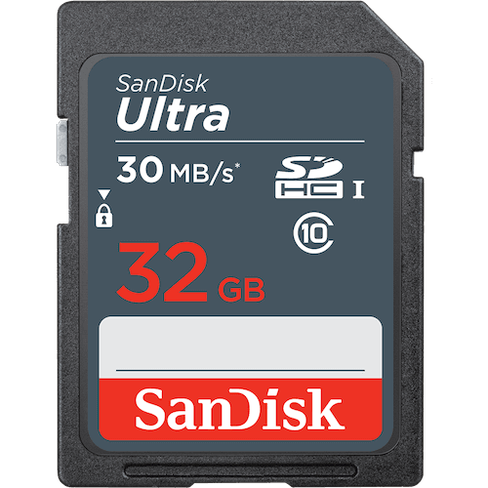 SanDisk
Ultra
30 MB/s*
SD HC I
10
32 GB
SanDisk